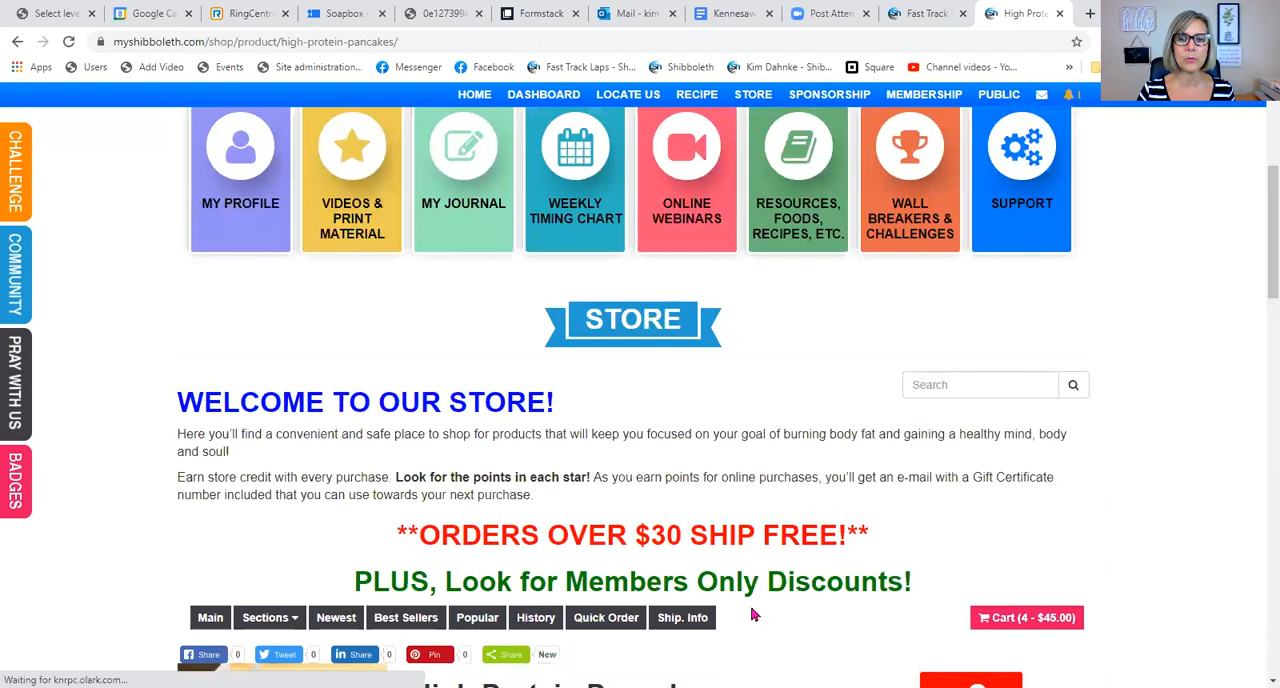 Select leve
Google Ca
RingCentra
Soapbox -
0e127399
Formstack
Mail - kim
Kennesaw
Post Atten
Fast Track
High Prote
myshibboleth.com/shop/product/high-protein-pancakes/
Apps
Users
Add Video
Events
Site administration...
Messenger
Facebook
Fast Track Laps - S...
Shibboleth
Kim Dahnke - Shib...
Square
Channel videos - Yo...
»
hello
HOME
DASHBOARD
LOCATE US
RECIPE
STORE
SPONSORSHIP
MEMBERSHIP
PUBLIC
1
CHALLENGE
COMMUNITY
PRAY WITH US
BADGES
MY PROFILE
VIDEOS &
PRINT
MATERIAL
MY JOURNAL
WEEKLY
TIMING CHART
ONLINE
WEBINARS
RESOURCES,
FOODS,
RECIPES, ETC.
WALL
BREAKERS &
CHALLENGES
SUPPORT
STORE
Search
WELCOME TO OUR STORE!
Here you'll find a convenient and safe place to shop for products that will keep you focused on your goal of burning body fat and gaining a healthy mind, body
and soul!
Earn store credit with every purchase. Look for the points in each star! As you earn points for online purchases, you'll get an e-mail with a Gift Certificate
number included that you can use towards your next purchase.
**ORDERS OVER $30 SHIP FREE!**
PLUS, Look for Members Only Discounts!
Main
Sections
Newest
Best Sellers
Popular
History
Quick Order
Ship. Info
Cart (4 - $45.00)
Share 0
Tweet 0
Share 0
Pin 0
Share New
Waiting for knrpc.olark.com...